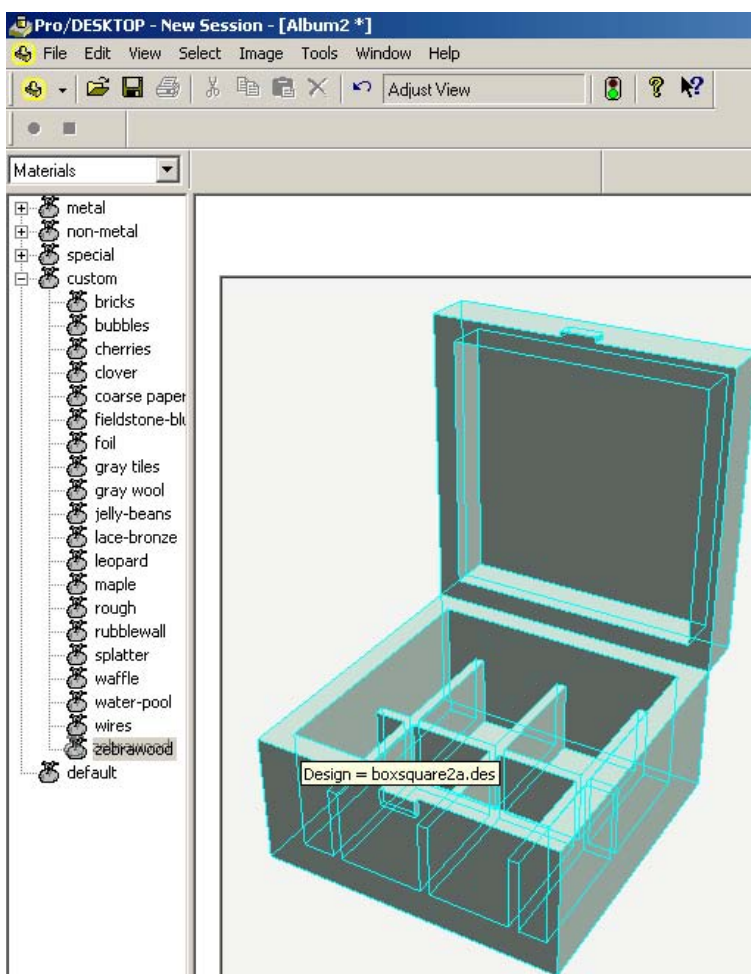 Pro/DESKTOP - New Session - [Album2 *]
File Edit View Select Image Tools Window Help
Adjust View
Materials
metal
non-metal
special
custom
bricks
bubbles
cherries
clover
coarse paper
fieldstone-blu
foil
gray tiles
gray wool
jelly-beans
lace-bronze
leopard
maple
rough
rubblewall
splatter
waffle
water-pool
wires
zebrawood
default
Design = boxsquare2a.des